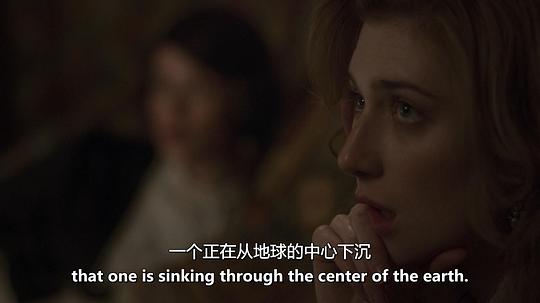 一个正在从地球的中心下沉
that one is sinking through the center of the earth.